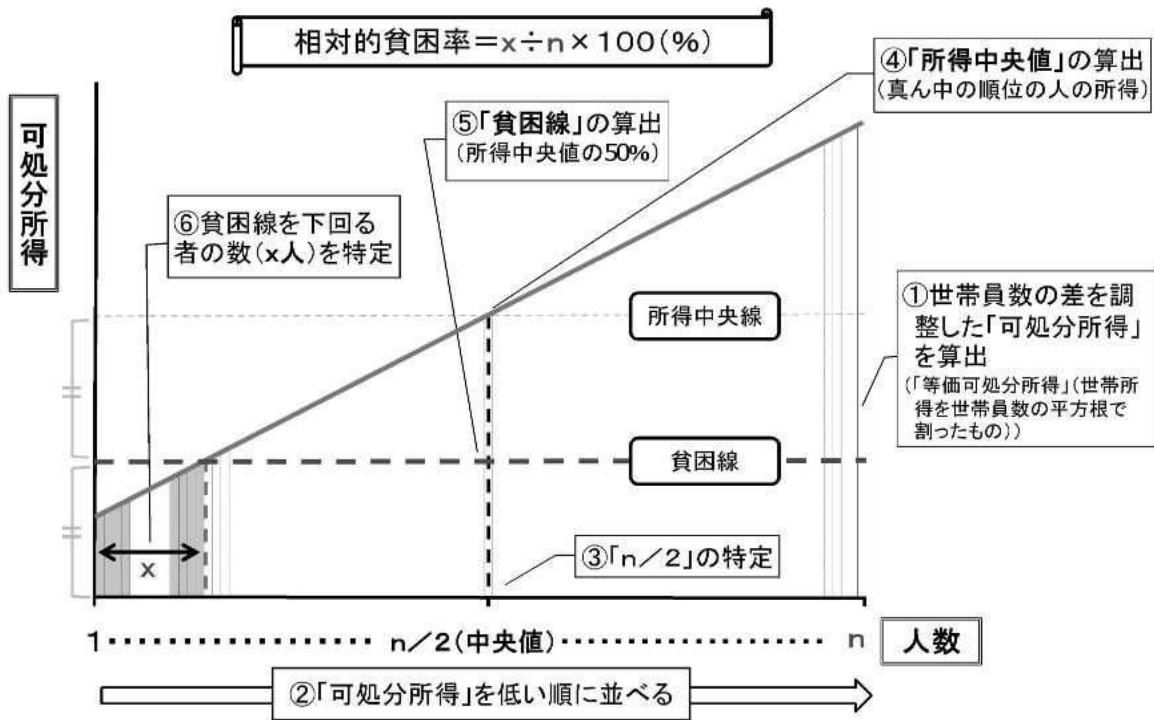 相対的貧困率＝x÷n×100(%)
可処分所得
④「所得中央値」の算出
(真ん中の順位の人の所得)
⑤「貧困線」の算出
(所得中央値の50%)
⑥貧困線を下回る
者の数(x人)を特定
所得中央線
①世帯員数の差を調
整した「可処分所得」
を算出
(「等価可処分所得」(世帯所
得を世帯員数の平方根で
割ったもの))
貧困線
x
③「n／2」の特定
1 ‥‥‥‥‥ n／2(中央値)‥‥‥‥‥ n
人数
②「可処分所得」を低い順に並べる